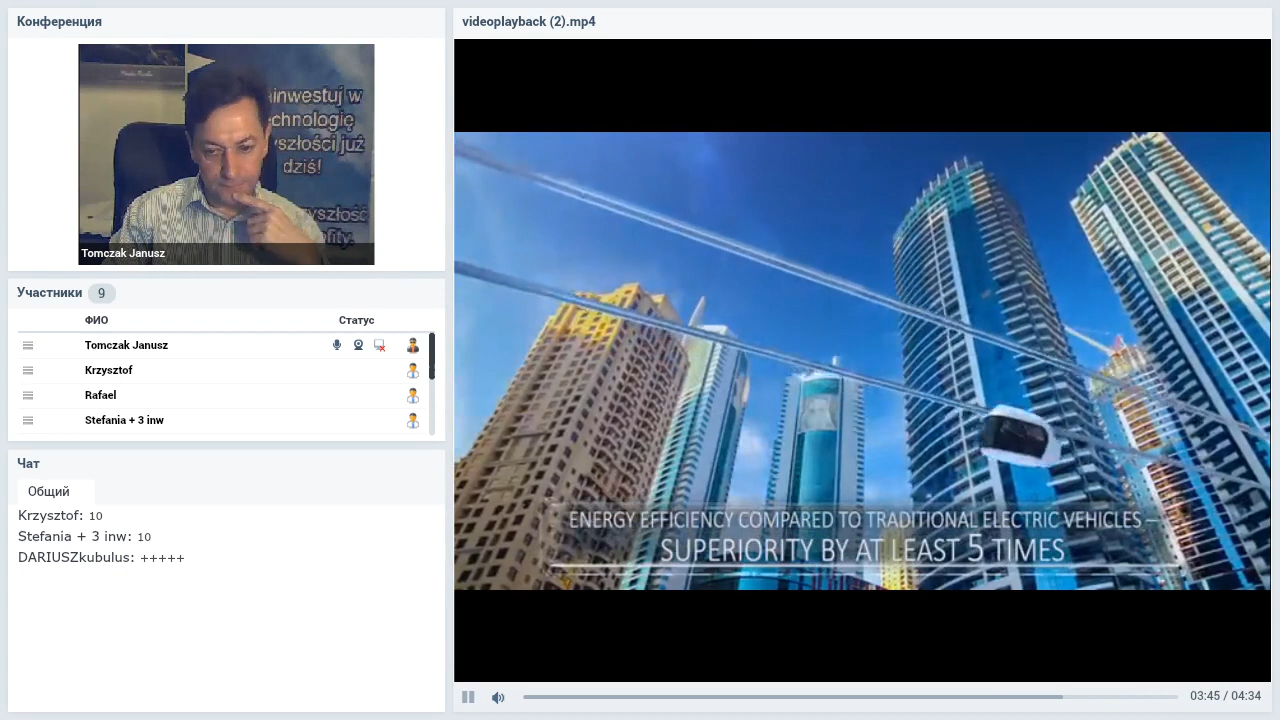 Конференция
inwestuj w
chnologię
szłości już
dziś!
Tomczak Janusz
Участники 9
ФИО Статус
Tomczak Janusz
Krzysztof
Rafael
Stefania + 3 inw
Чат
Общий
Krzysztof: 10
Stefania + 3 inw: 10
DARIUSZkubulus: +++++
videoplayback (2).mp4
ENERGY EFFICIENCY COMPARED TO TRADITIONAL ELECTRIC VEHICLES –
SUPERIORITY BY AT LEAST 5 TIMES
03:45 / 04:34